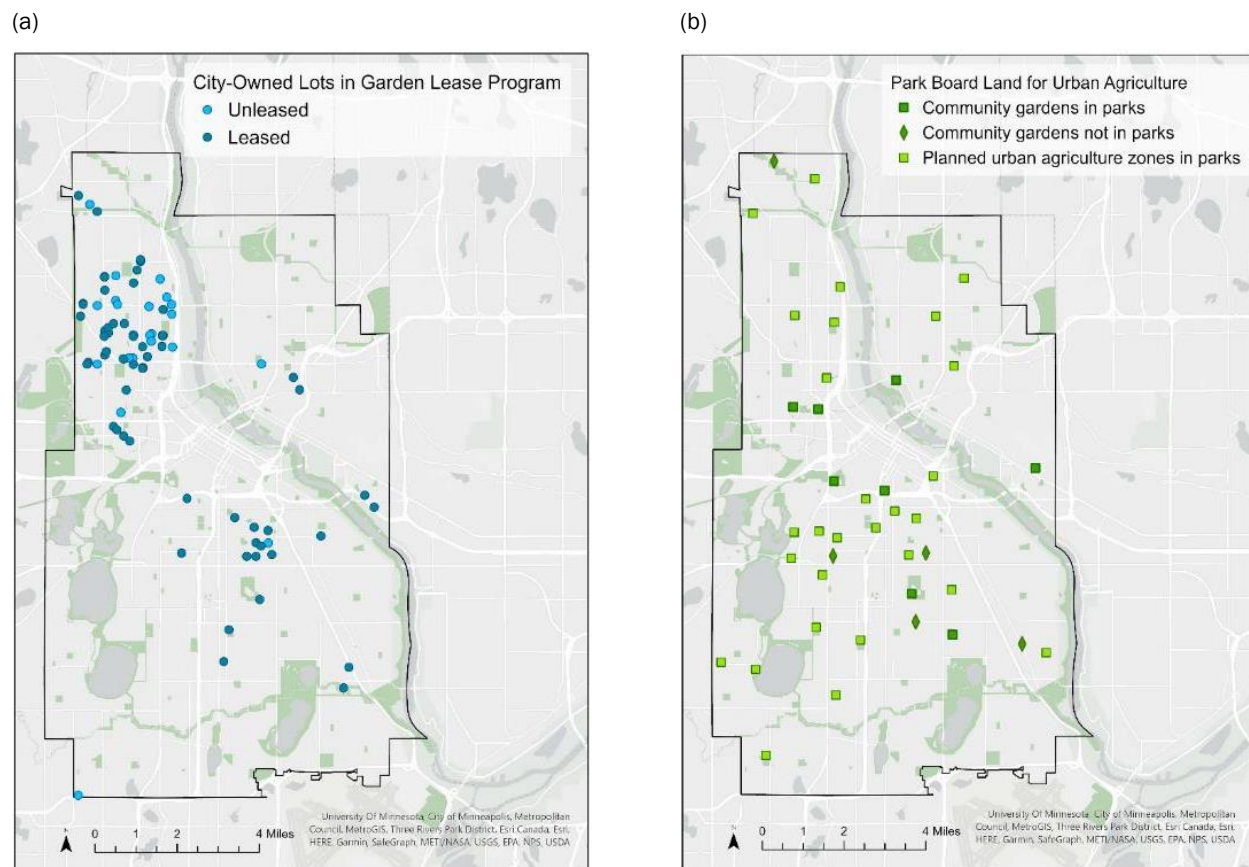 (a)
City-Owned Lots in Garden Lease Program
Unleased
Leased
N
0 1 2 4 Miles
University Of Minnesota, City of Minneapolis, Metropolitan
Council, MetroGIS, Three Rivers Park District, Esri Canada, Esri,
HERE, Garmin, SafeGraph, METI/NASA, USGS, EPA, NPS, USDA
(b)
Park Board Land for Urban Agriculture
Community gardens in parks
Community gardens not in parks
Planned urban agriculture zones in parks
N
0 1 2 4 Miles
University Of Minnesota, City of Minneapolis, Metropolitan
Council, MetroGIS, Three Rivers Park District, Esri Canada, Esri,
HERE, Garmin, SafeGraph, METI/NASA, USGS, EPA, NPS, USDA